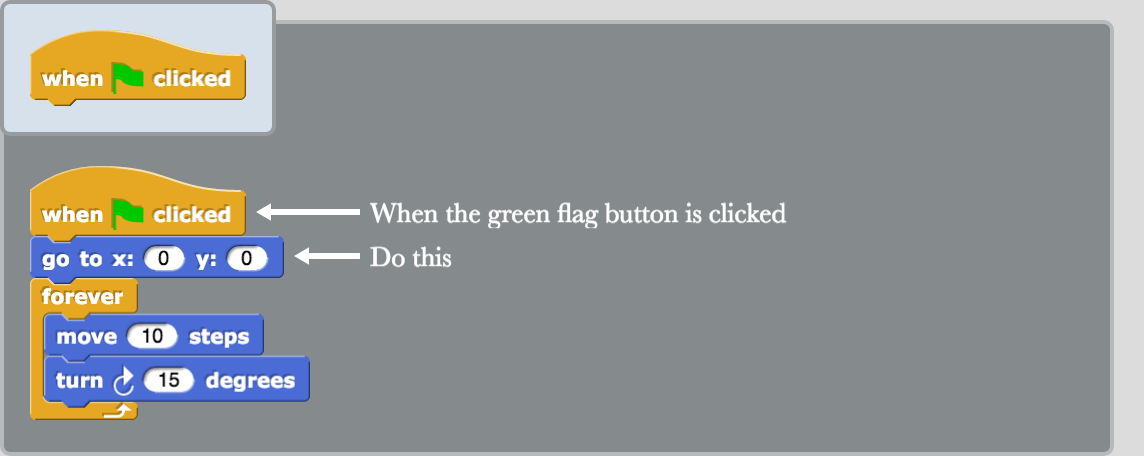 when clicked
when clicked
When the green flag button is clicked
go to x: 0 y: 0
Do this
forever
move 10 steps
turn 15 degrees